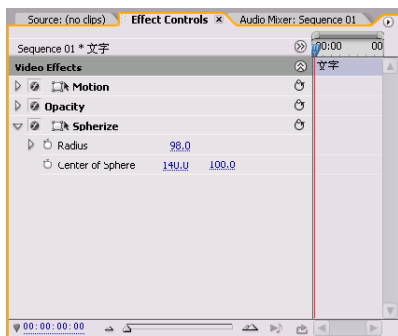 Source: (no clips) Effect Controls × Audio Mixer: Sequence 01
Sequence 01 * 文字 00:00 00
Video Effects 文字
Motion
Opacity
Spherize
Radius 98.0
Center of Sphere 140.0 100.0
00:00:00:00